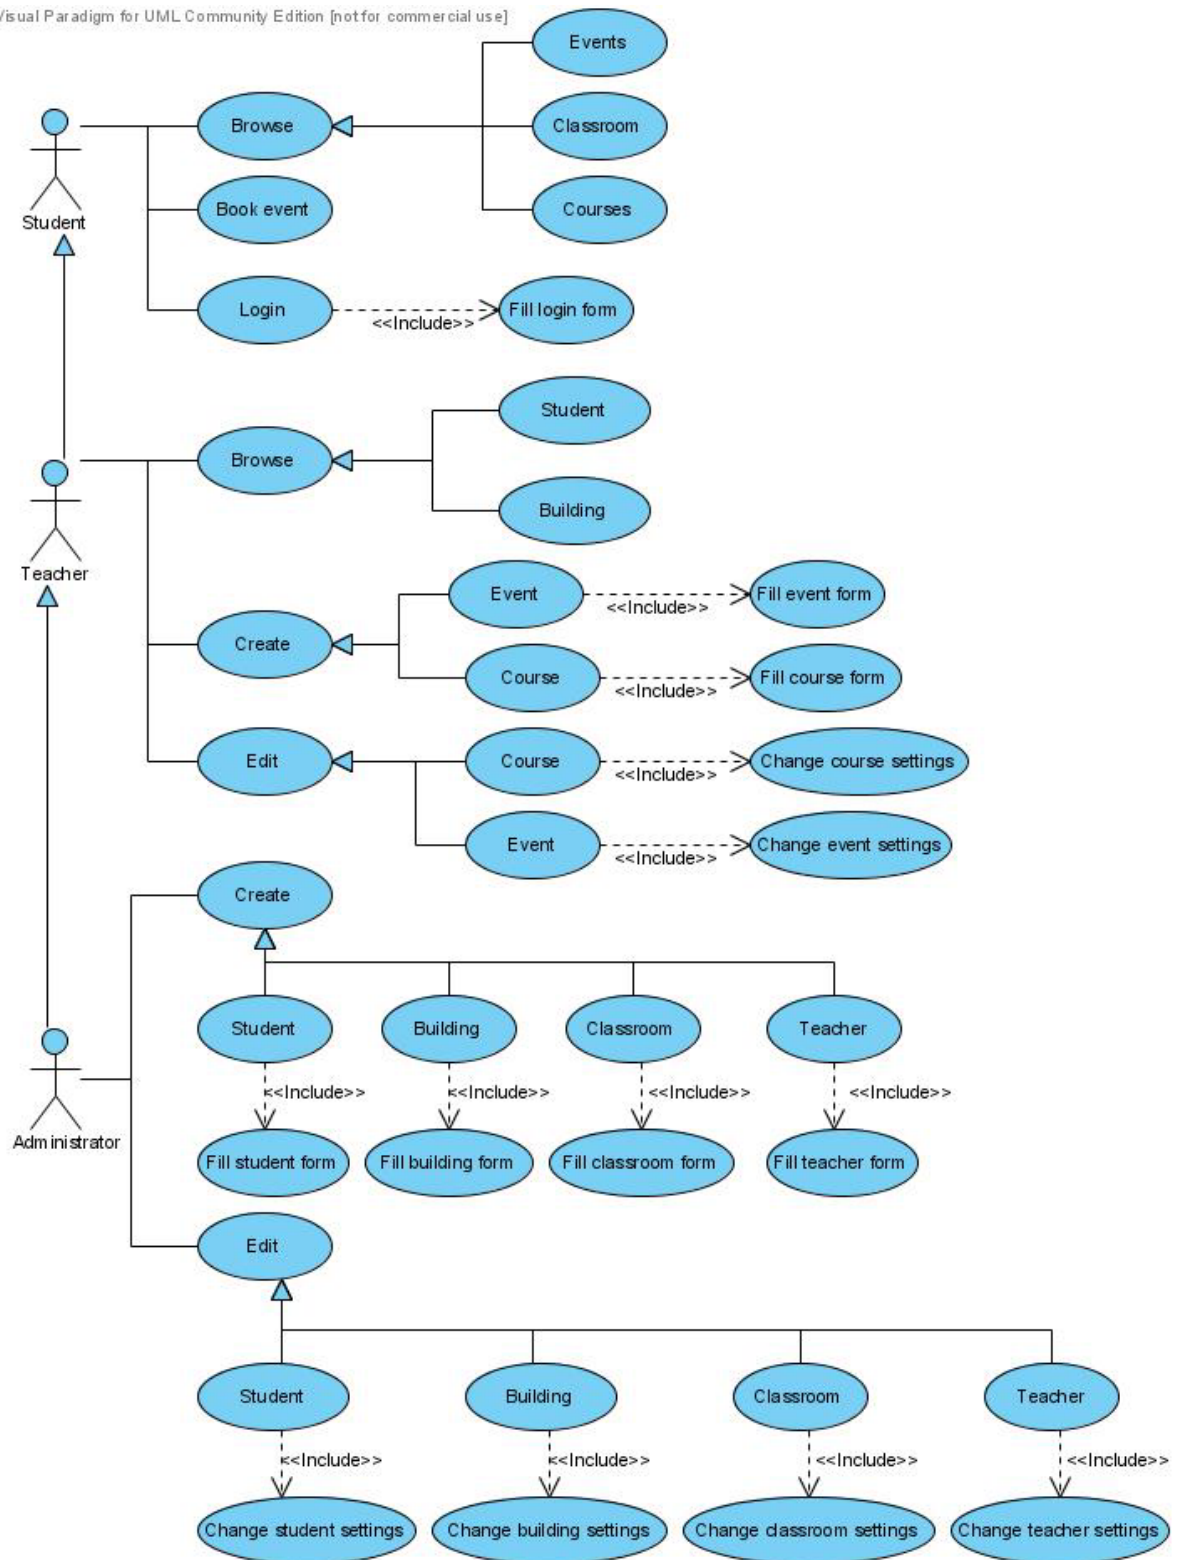 Visual Paradigm for UML Community Edition [not for commercial use]
Events
Browse
Classroom
Book event
Courses
Student
Login
<<Include>>
Fill login form
Student
Browse
Building
Teacher
Event
<<Include>>
Fill event form
Create
Course
<<Include>>
Fill course form
Edit
Course
<<Include>>
Change course settings
Event
<<Include>>
Change event settings
Create
Student
Building
Classroom
Teacher
<<Include>>
<<Include>>
<<Include>>
<<Include>>
Administrator
Fill student form
Fill building form
Fill classroom form
Fill teacher form
Edit
Student
Building
Classroom
Teacher
<<Include>>
<<Include>>
<<Include>>
<<Include>>
Change student settings
Change building settings
Change classroom settings
Change teacher settings